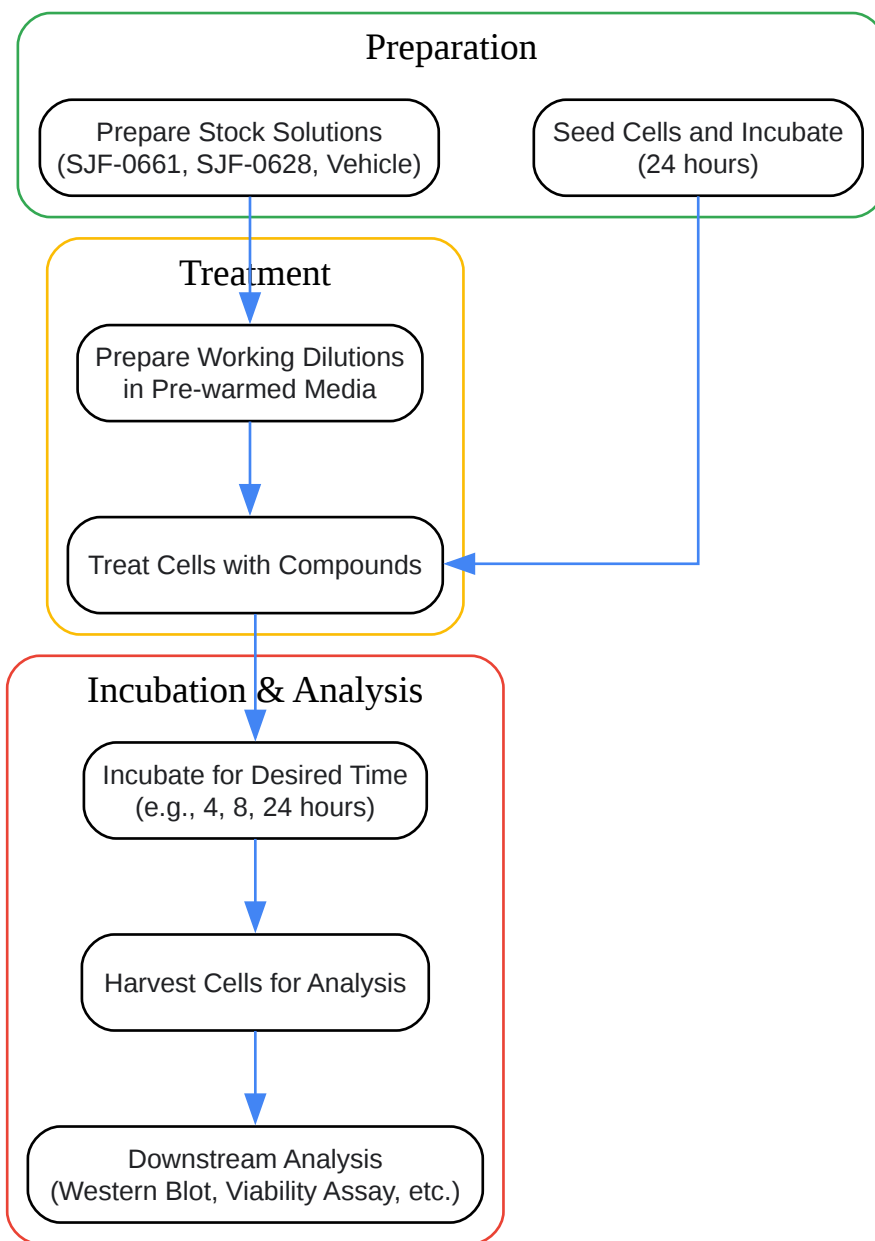 Preparation
Prepare Stock Solutions
(SJF-0661, SJF-0628, Vehicle)
Seed Cells and Incubate
(24 hours)
Treatment
Prepare Working Dilutions
in Pre-warmed Media
Treat Cells with Compounds
Incubation & Analysis
Incubate for Desired Time
(e.g., 4, 8, 24 hours)
Harvest Cells for Analysis
Downstream Analysis
(Western Blot, Viability Assay, etc.)